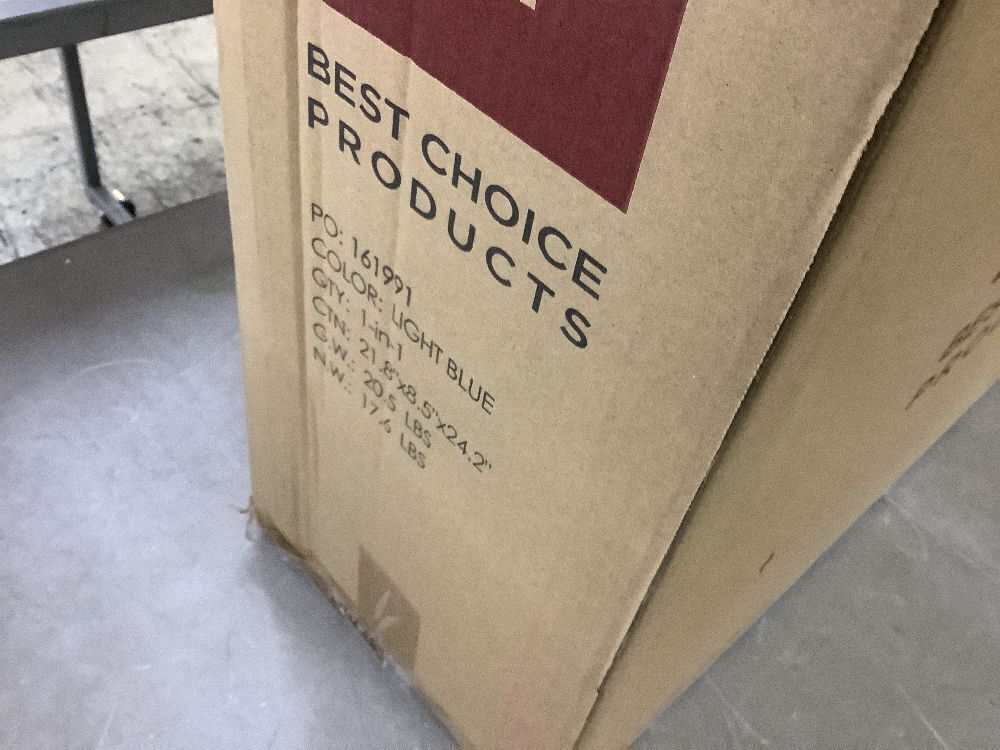 BEST CHOICE
PRODUCTS
PO: 161991
COLOR: LIGHT BLUE
QTY: 1-in-1
CTN: 21.8"x8.5"x24.2"
G.W.: 20.5 LBS
N.W.: 17.6 LBS